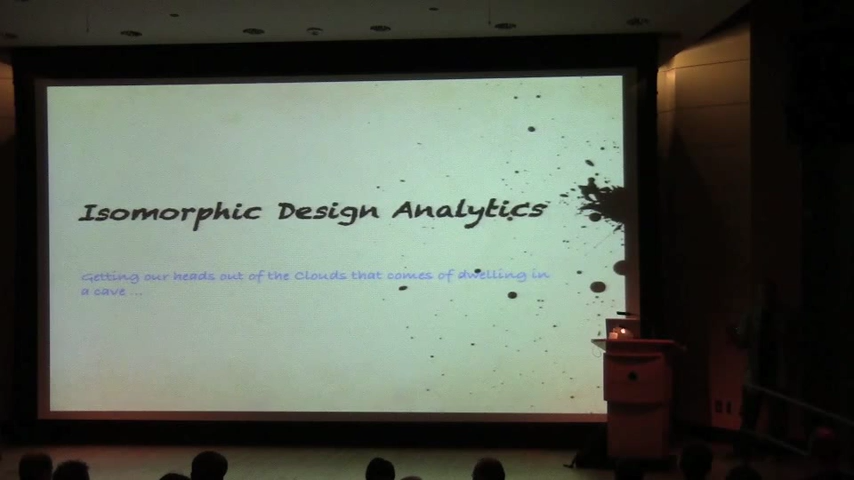 Isomorphic Design Analytics
Getting our heads out of the Clouds that comes of dwelling in
a cave ...